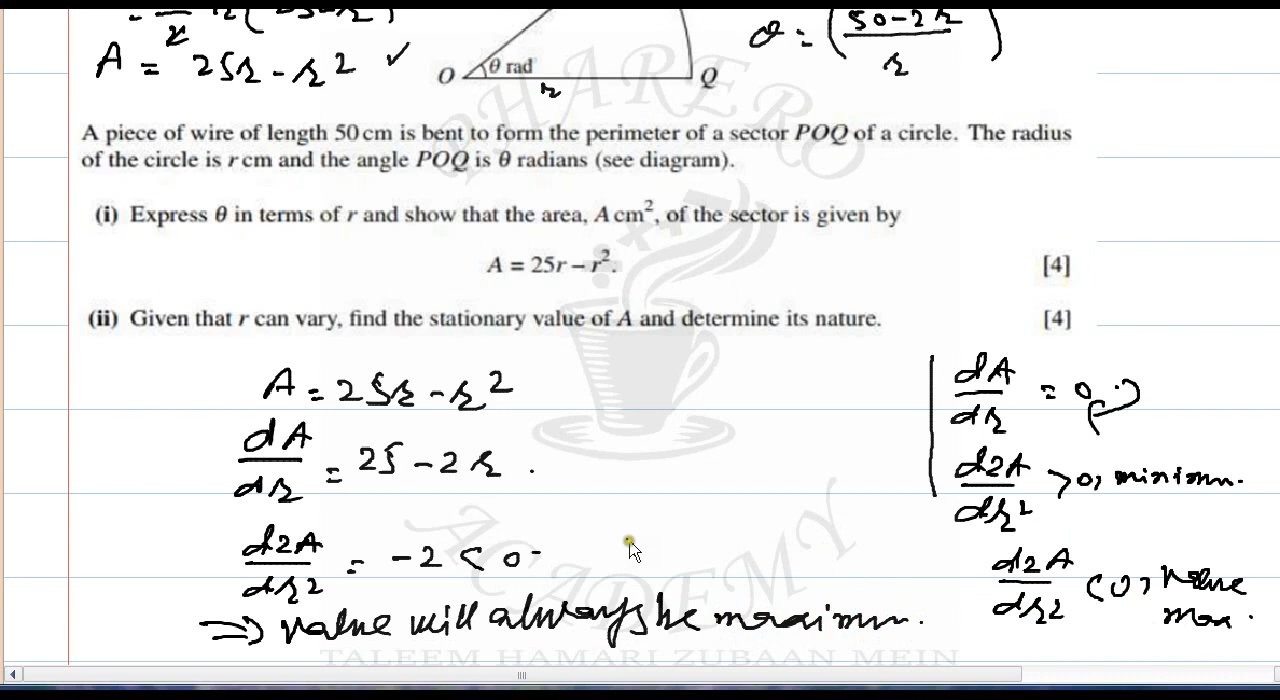 A = 25r - r² ✓
θ = (50-2r / r)
O θ rad Q
r
A piece of wire of length 50 cm is bent to form the perimeter of a sector POQ of a circle. The radius
of the circle is r cm and the angle POQ is θ radians (see diagram).
(i) Express θ in terms of r and show that the area, A cm², of the sector is given by
A = 25r – r². [4]
(ii) Given that r can vary, find the stationary value of A and determine its nature. [4]
A = 25r - r²
dA/dr = 25 - 2r .
d2A/dr2 = -2 < 0
⇒ value will always be maximum.
dA/dr = 0
d2A/dr² > 0, minimum.
d2A/dr2 < 0, value
max.
PHARERO
ACADEMY
TALEEM HAMARI ZUBAAN MEIN